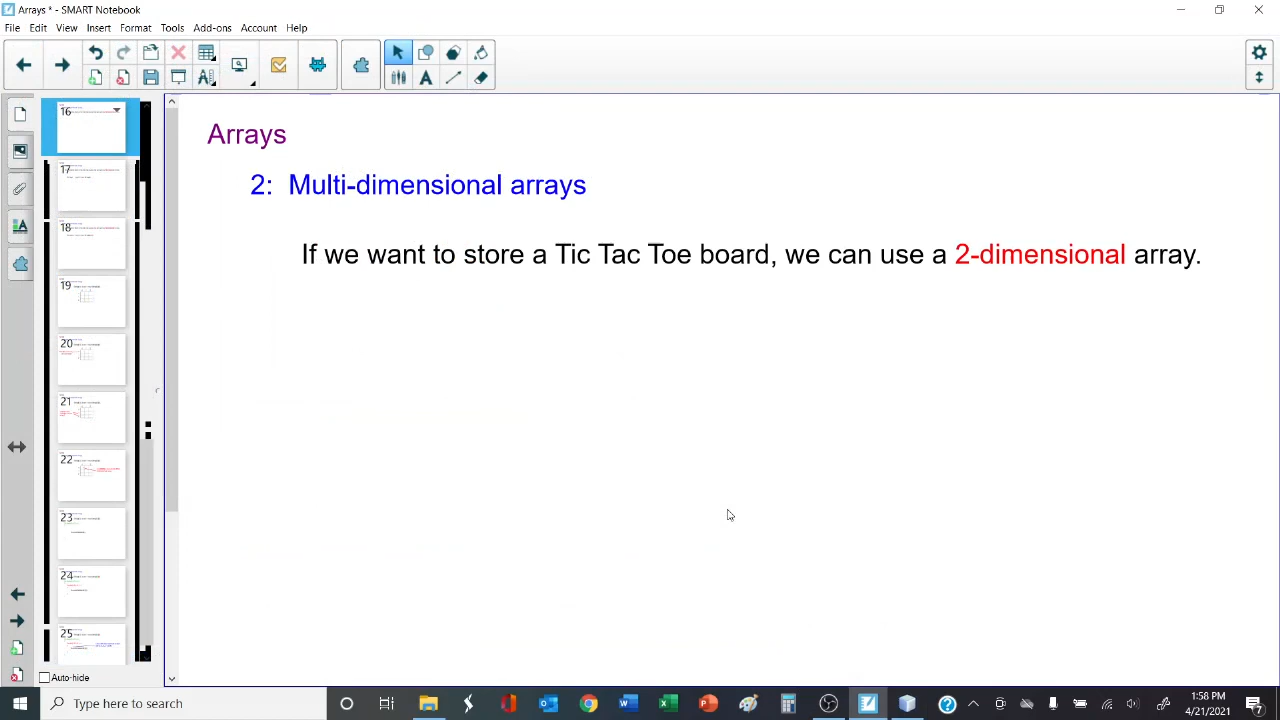 Arrays * - SMART Notebook
File Edit View Insert Format Tools Add-ons Account Help
Arrays
2: Multi-dimensional arrays
If we want to store a Tic Tac Toe board, we can use a 2-dimensional array.
16
17
18
19
20
21
22
23
24
25
Auto-hide
Type here to search
1:58 PM
4/21/2021